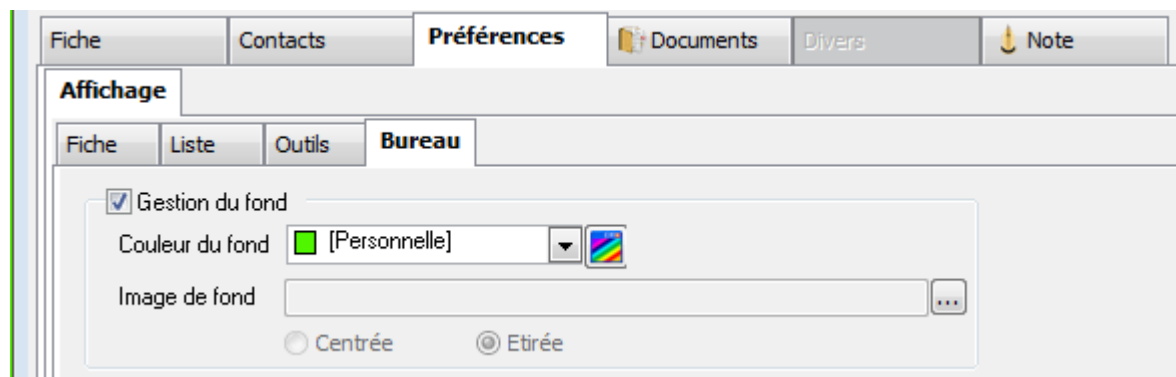 Fiche Contacts Préférences Documents Divers Note
Affichage
Fiche Liste Outils Bureau
Gestion du fond
Couleur du fond [Personnelle]
Image de fond ...
Centrée Etirée